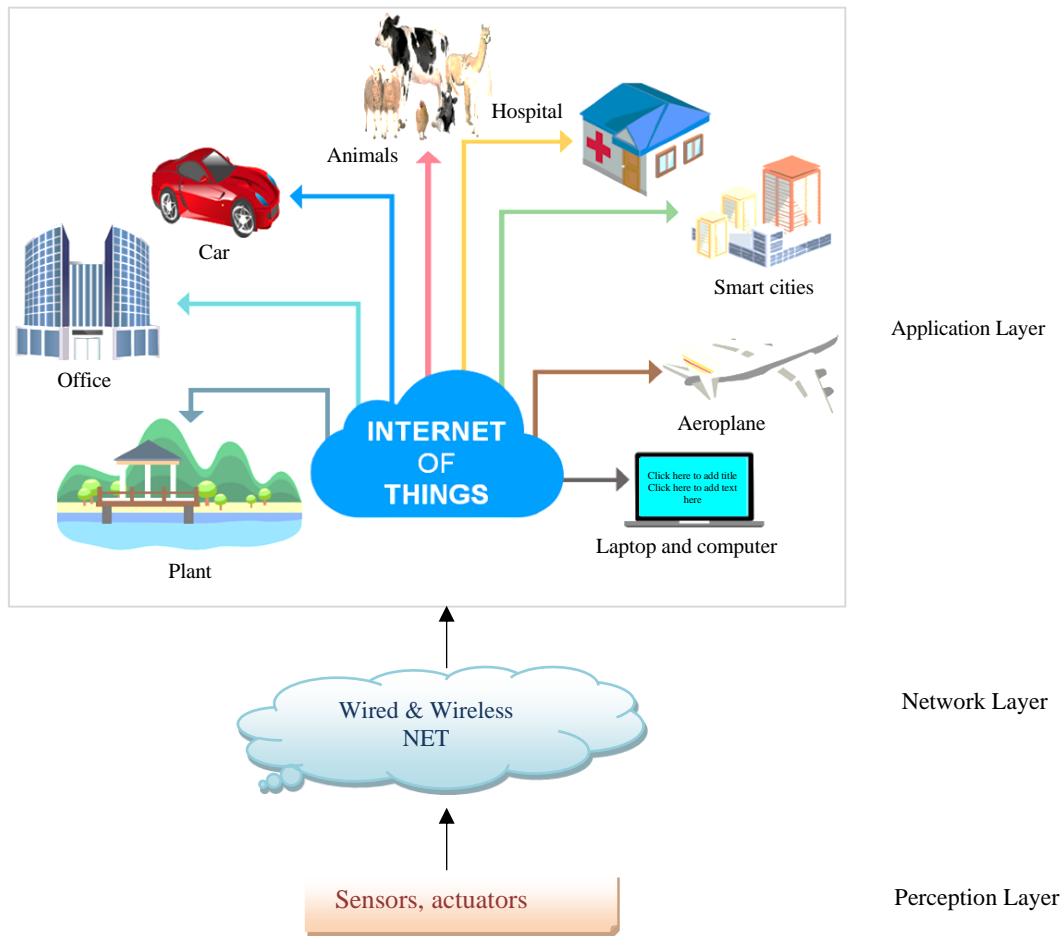 Hospital
Animals
Car
Smart cities
Office
Application Layer
Aeroplane
INTERNET
OF
THINGS
Click here to add title
Click here to add text
here
Laptop and computer
Plant
Wired & Wireless
NET
Network Layer
Sensors, actuators
Perception Layer